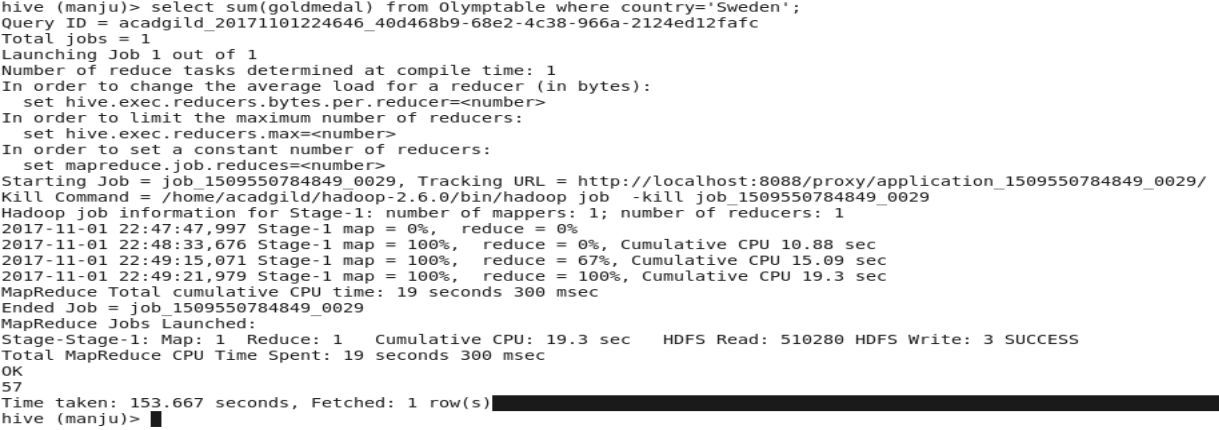 hive (manju)> select sum(goldmedal) from Olymptable where country='Sweden';
Query ID = acadgild_20171101224646_40d468b9-68e2-4c38-966a-2124ed12fafc
Total jobs = 1
Launching Job 1 out of 1
Number of reduce tasks determined at compile time: 1
In order to change the average load for a reducer (in bytes):
  set hive.exec.reducers.bytes.per.reducer=<number>
In order to limit the maximum number of reducers:
  set hive.exec.reducers.max=<number>
In order to set a constant number of reducers:
  set mapreduce.job.reduces=<number>
Starting Job = job_1509550784849_0029, Tracking URL = http://localhost:8088/proxy/application_1509550784849_0029/
Kill Command = /home/acadgild/hadoop-2.6.0/bin/hadoop job  -kill job_1509550784849_0029
Hadoop job information for Stage-1: number of mappers: 1; number of reducers: 1
2017-11-01 22:47:47,997 Stage-1 map = 0%,  reduce = 0%
2017-11-01 22:48:33,676 Stage-1 map = 100%,  reduce = 0%, Cumulative CPU 10.88 sec
2017-11-01 22:49:15,071 Stage-1 map = 100%,  reduce = 67%, Cumulative CPU 15.09 sec
2017-11-01 22:49:21,979 Stage-1 map = 100%,  reduce = 100%, Cumulative CPU 19.3 sec
MapReduce Total cumulative CPU time: 19 seconds 300 msec
Ended Job = job_1509550784849_0029
MapReduce Jobs Launched:
Stage-Stage-1: Map: 1  Reduce: 1   Cumulative CPU: 19.3 sec   HDFS Read: 510280 HDFS Write: 3 SUCCESS
Total MapReduce CPU Time Spent: 19 seconds 300 msec
OK
57
Time taken: 153.667 seconds, Fetched: 1 row(s)
hive (manju)>